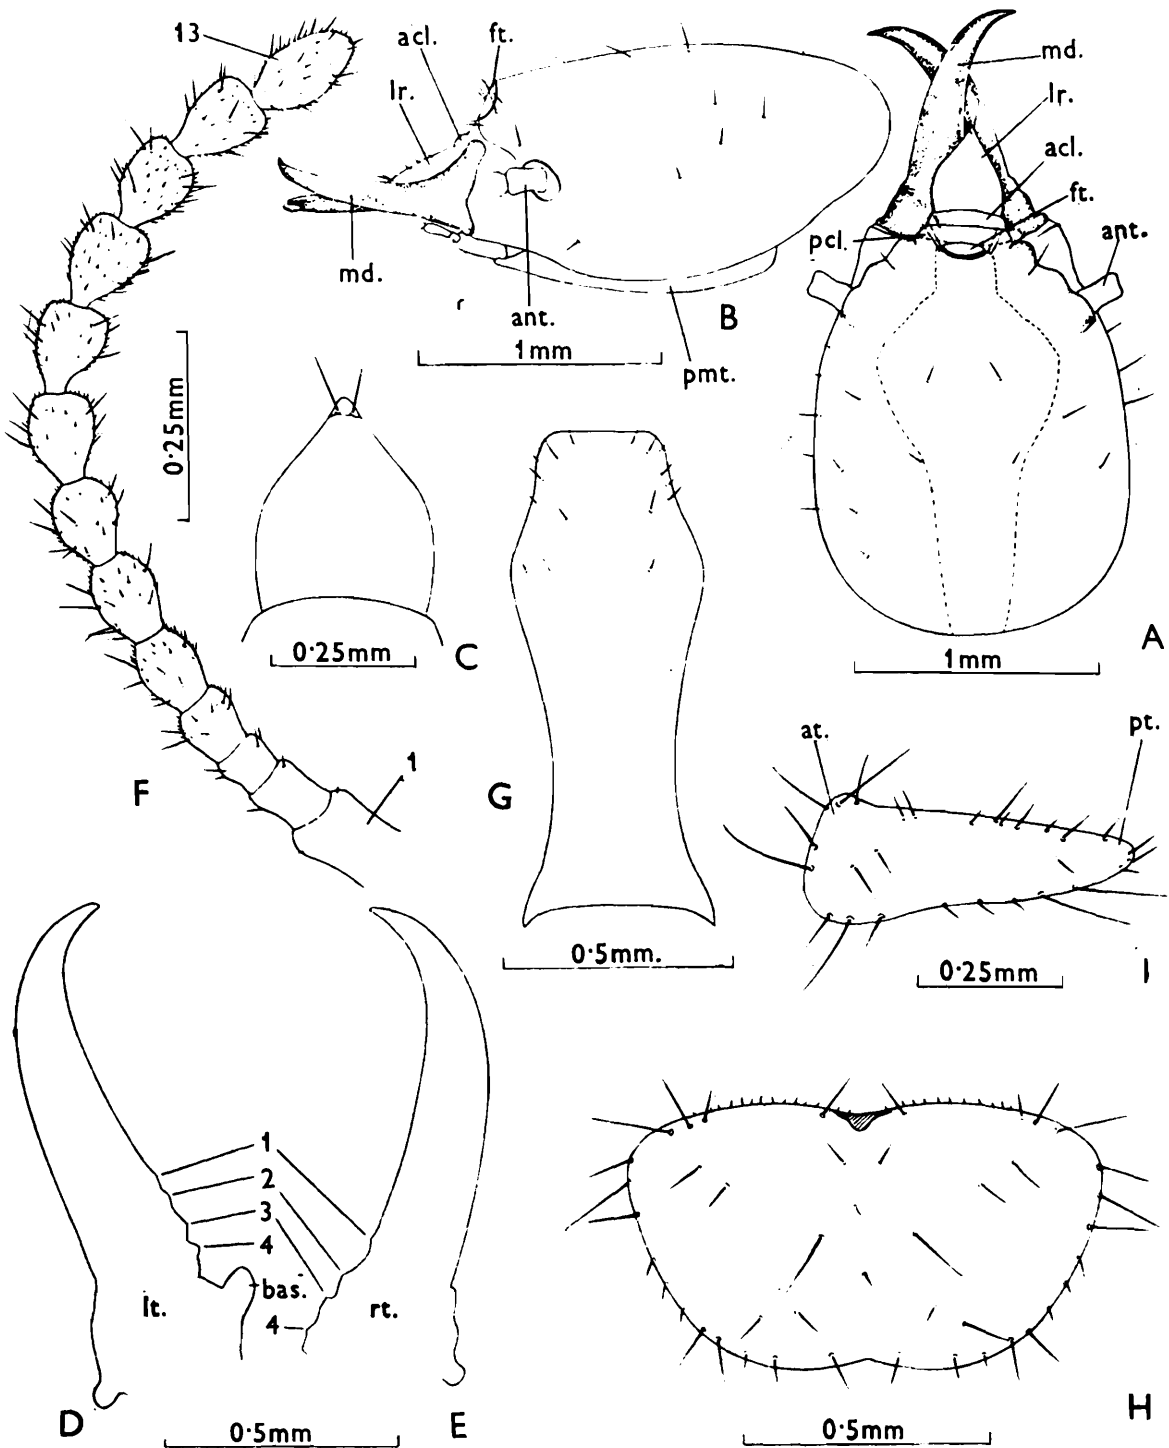 13
acl.
ft.
lr.
md.
ant.
pmt.
B
1mm
md.
lr.
acl.
ft.
pcl.
ant.
A
1mm
0·25mm
F
1
0·25mm
C
G
0·5mm.
at.
pt.
0·25mm
I
1
2
3
4
bas.
4
lt.
rt.
D
E
0·5mm
H
0·5mm